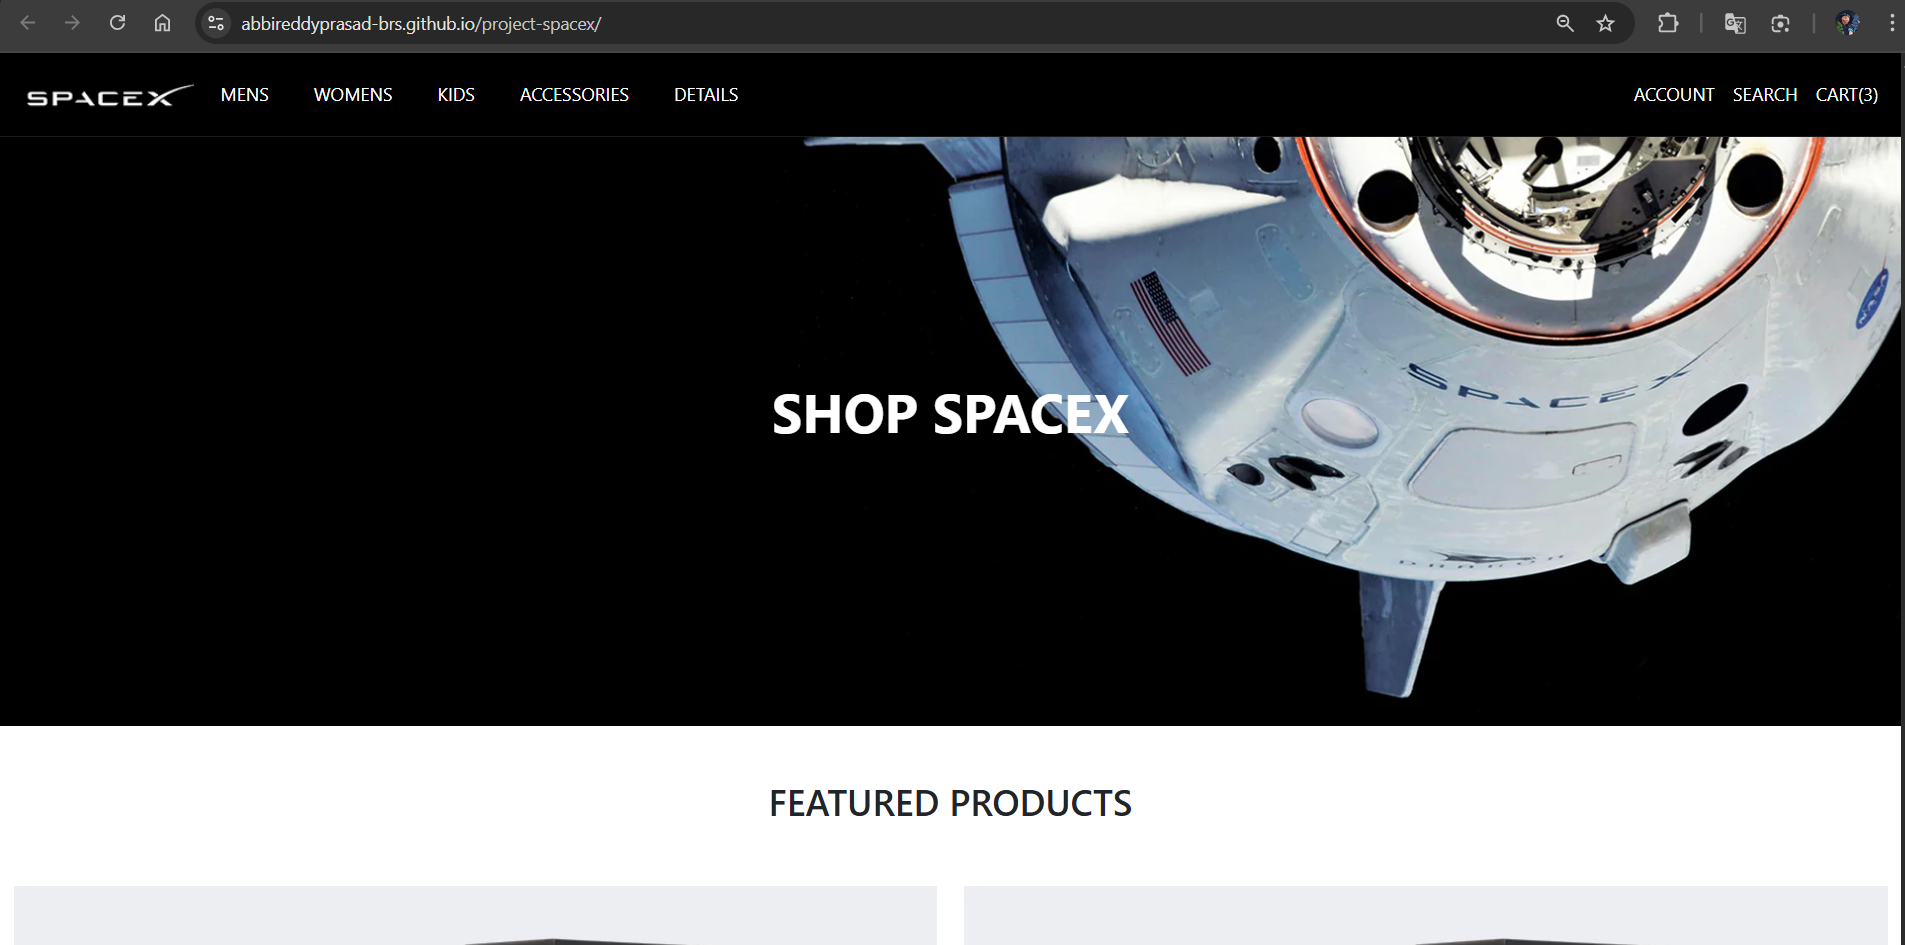 abbireddyprasad-brs.github.io/project-spacex/
SPACEX MENS WOMENS KIDS ACCESSORIES DETAILS ACCOUNT SEARCH CART(3)
SPACEX
SHOP SPACEX
DRAGON
FEATURED PRODUCTS